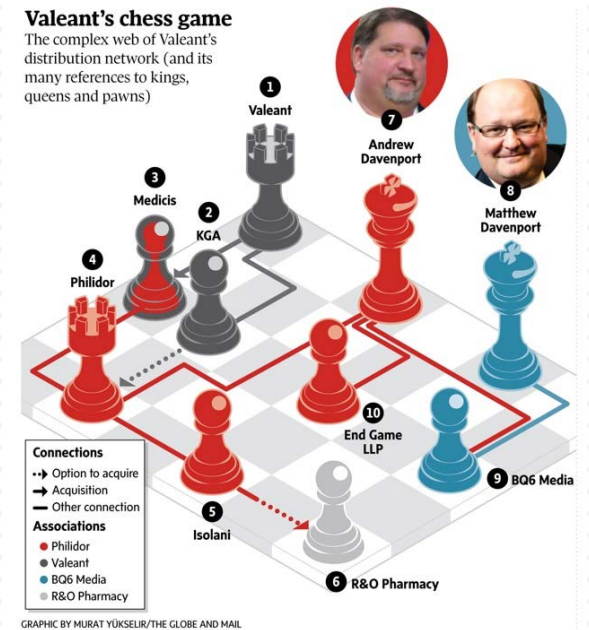 Valeant's chess game
The complex web of Valeant's
distribution network (and its
many references to kings,
queens and pawns)
1
Valeant
7
Andrew
Davenport
8
Matthew
Davenport
3
Medicis
2
KGA
4
Philidor
10
End Game
LLP
9 BQ6 Media
5
Isolani
6 R&O Pharmacy
Connections
Option to acquire
Acquisition
Other connection
Associations
Philidor
Valeant
BQ6 Media
R&O Pharmacy
GRAPHIC BY MURAT YÜKSELIR/THE GLOBE AND MAIL